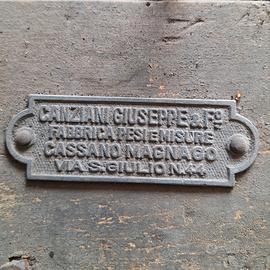 CANZIANI GIUSEPPE & Fº
FABBRICA PESI E MISURE
CASSANO MAGNAGO
VIA S. GIULIO N. 44